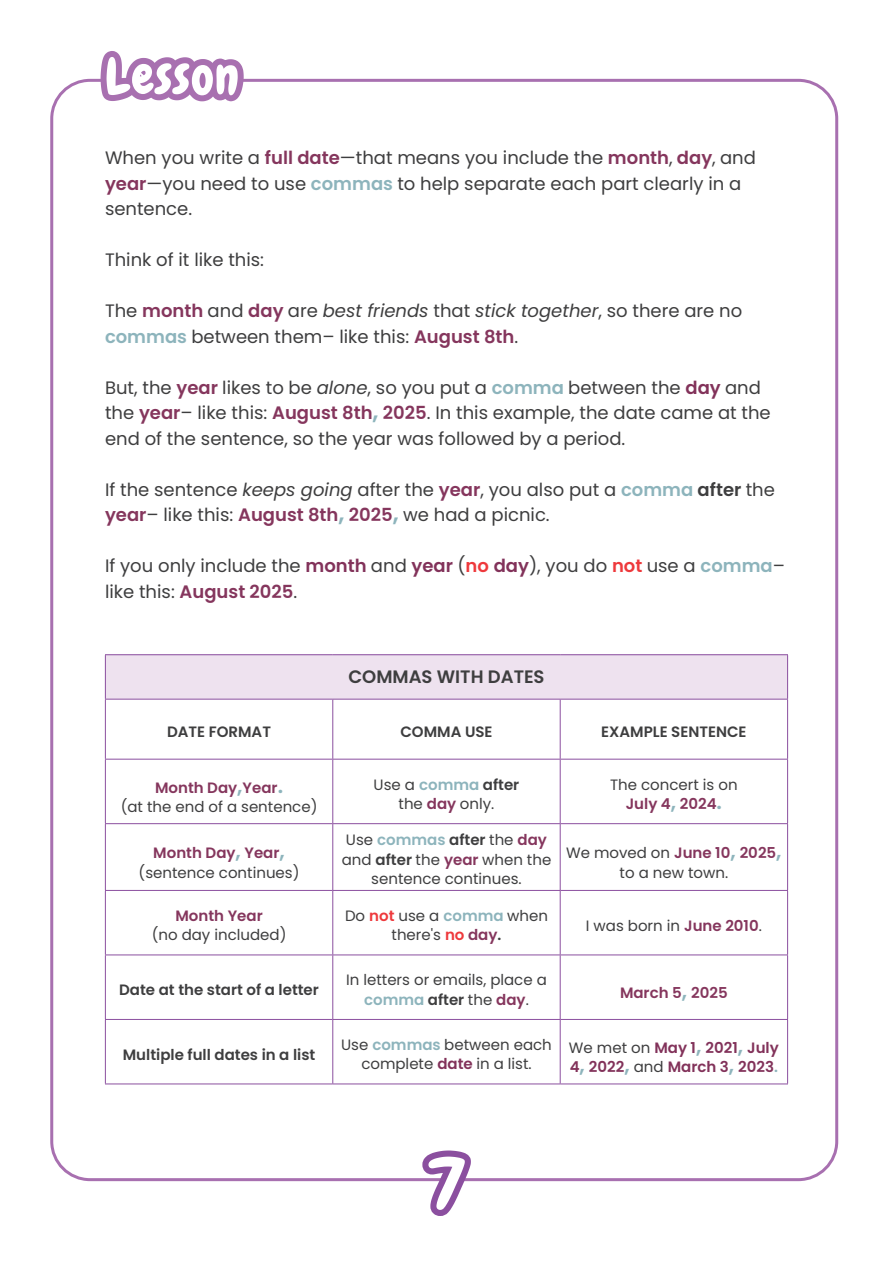 Lesson
When you write a full date—that means you include the month, day, and
year—you need to use commas to help separate each part clearly in a
sentence.
Think of it like this:
The month and day are best friends that stick together, so there are no
commas between them– like this: August 8th.
But, the year likes to be alone, so you put a comma between the day and
the year– like this: August 8th, 2025. In this example, the date came at the
end of the sentence, so the year was followed by a period.
If the sentence keeps going after the year, you also put a comma after the
year– like this: August 8th, 2025, we had a picnic.
If you only include the month and year (no day), you do not use a comma–
like this: August 2025.
COMMAS WITH DATES
DATE FORMAT
COMMA USE
EXAMPLE SENTENCE
Month Day,Year.
(at the end of a sentence)
Use a comma after
the day only.
The concert is on
July 4, 2024.
Month Day, Year,
(sentence continues)
Use commas after the day
and after the year when the
sentence continues.
We moved on June 10, 2025,
to a new town.
Month Year
(no day included)
Do not use a comma when
there's no day.
I was born in June 2010.
Date at the start of a letter
In letters or emails, place a
comma after the day.
March 5, 2025
Multiple full dates in a list
Use commas between each
complete date in a list.
We met on May 1, 2021, July
4, 2022, and March 3, 2023.
7